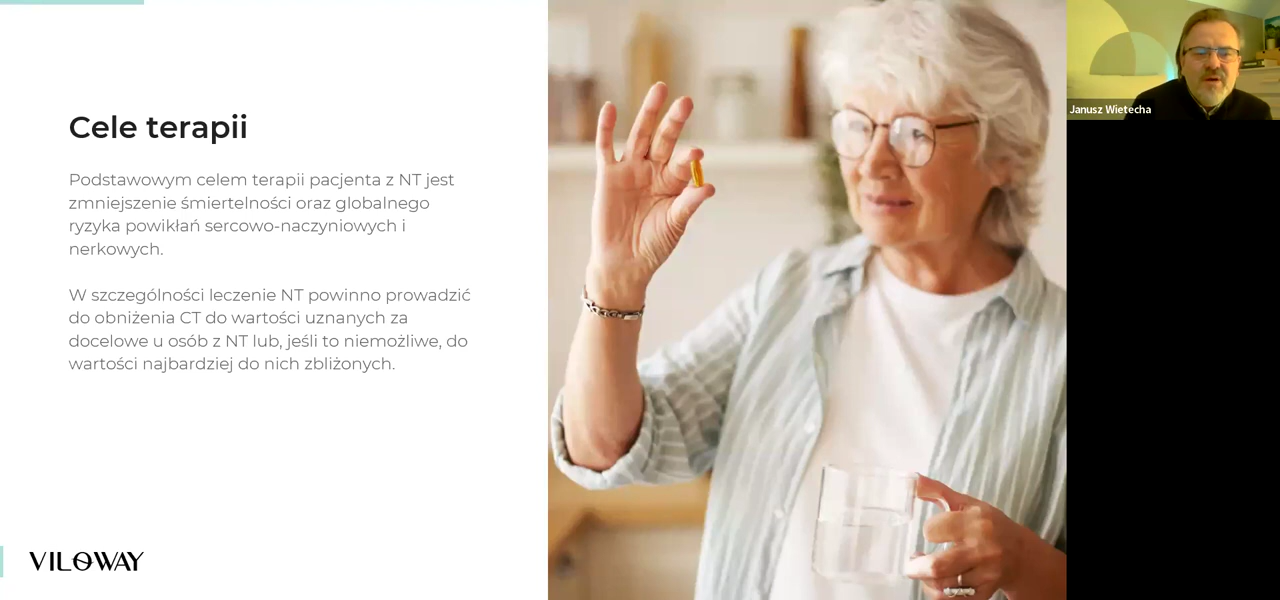 Cele terapii
Podstawowym celem terapii pacjenta z NT jest
zmniejszenie śmiertelności oraz globalnego
ryzyka powikłań sercowo-naczyniowych i
nerkowych.
W szczególności leczenie NT powinno prowadzić
do obniżenia CT do wartości uznanych za
docelowe u osób z NT lub, jeśli to niemożliwe, do
wartości najbardziej do nich zbliżonych.
VILOWAY
Janusz Wietecha